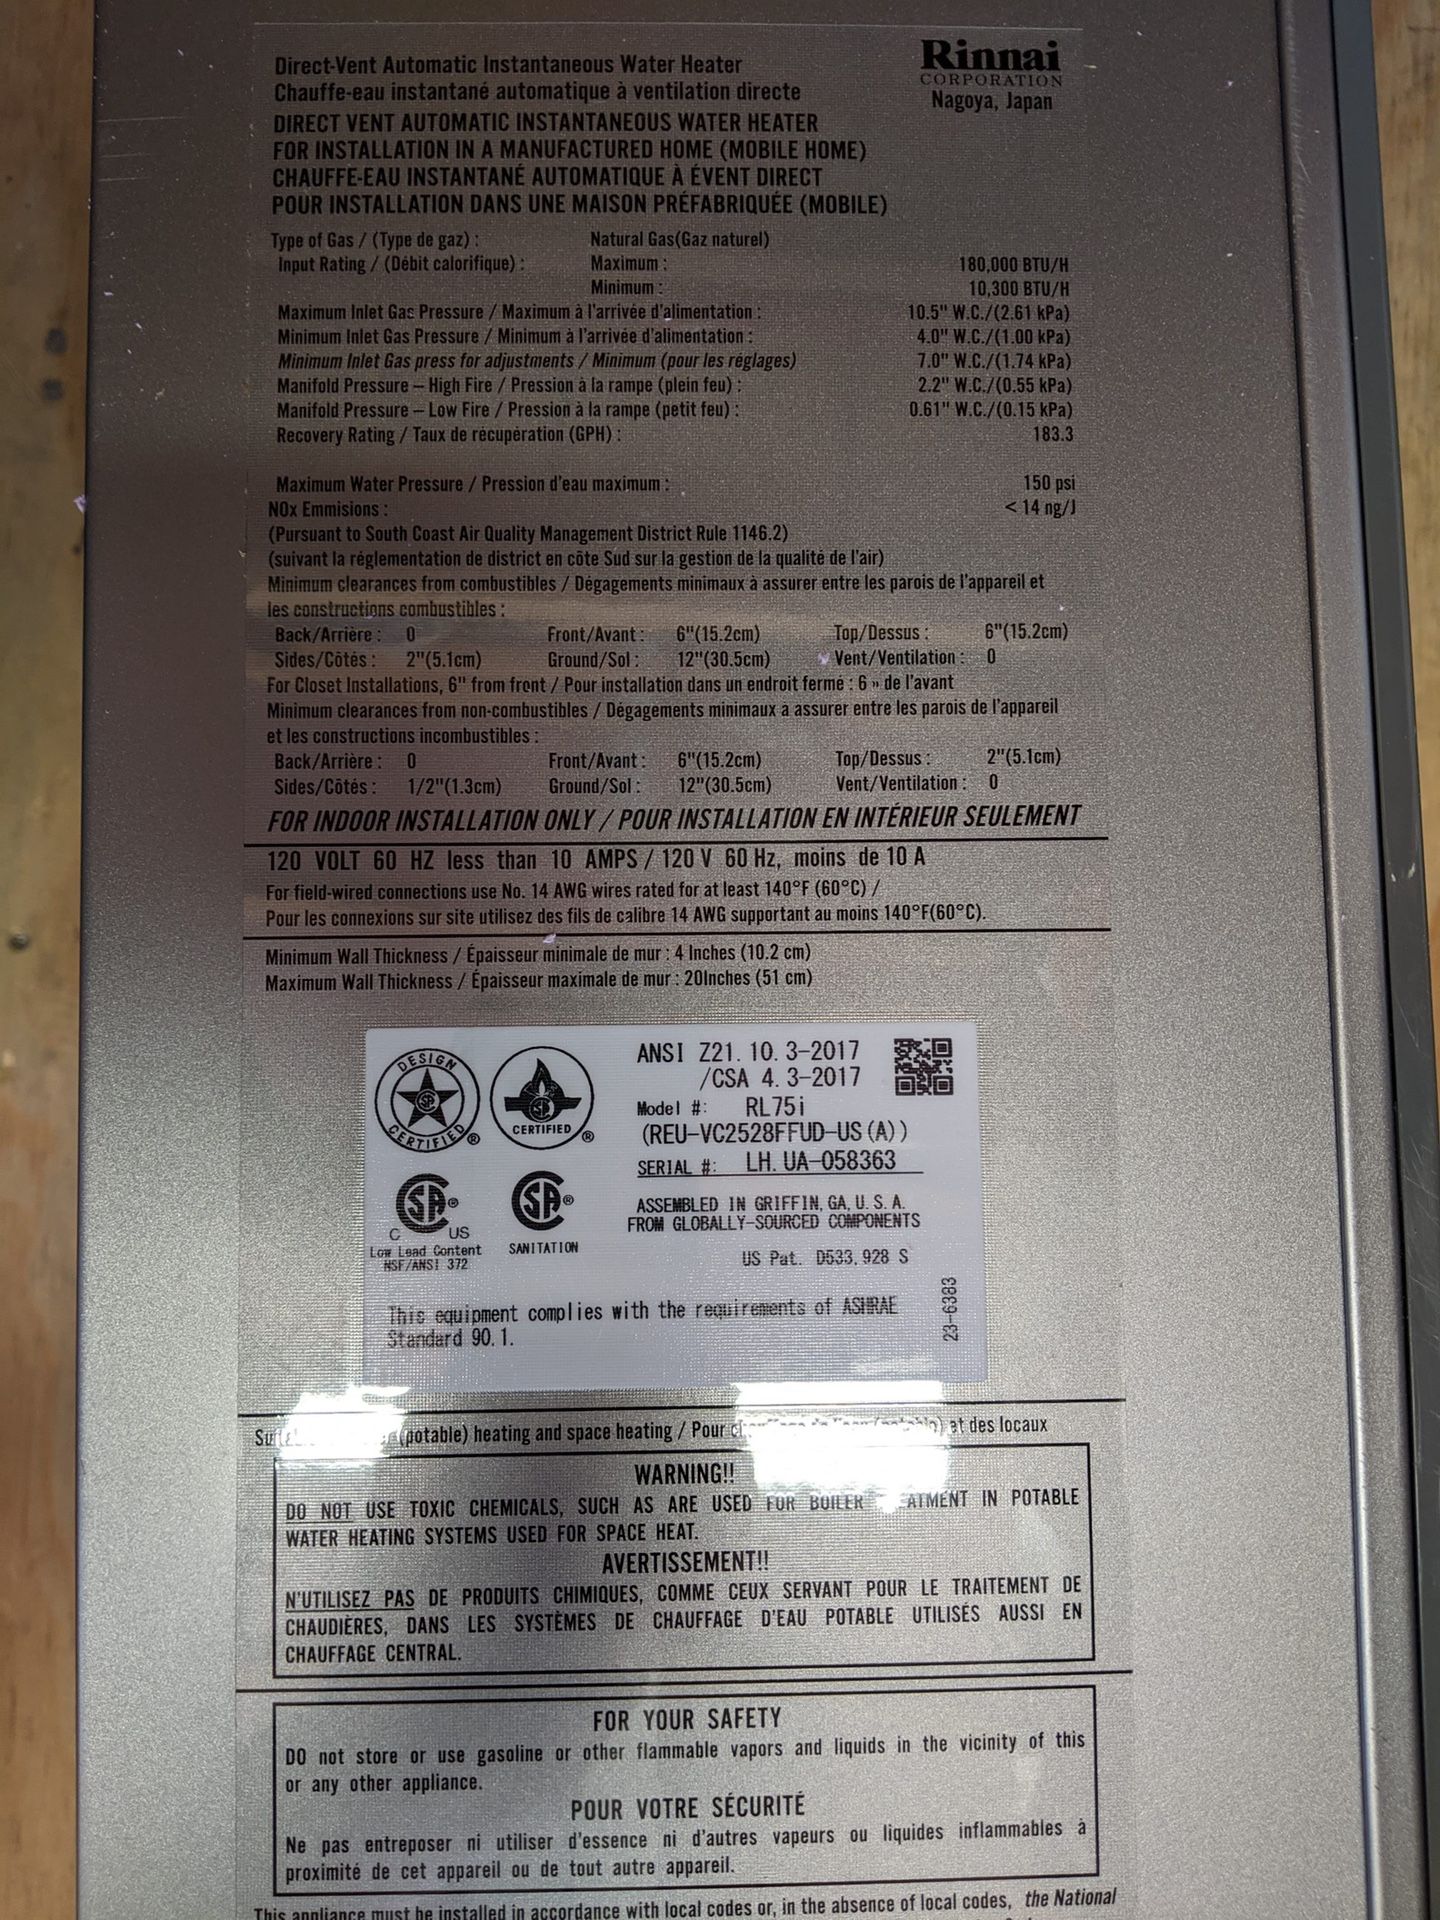 Direct-Vent Automatic Instantaneous Water Heater
Chauffe-eau instantané automatique à ventilation directe
Rinnai
CORPORATION
Nagoya, Japan
DIRECT VENT AUTOMATIC INSTANTANEOUS WATER HEATER
FOR INSTALLATION IN A MANUFACTURED HOME (MOBILE HOME)
CHAUFFE-EAU INSTANTANÉ AUTOMATIQUE À ÉVENT DIRECT
POUR INSTALLATION DANS UNE MAISON PRÉFABRIQUÉE (MOBILE)
Type of Gas / (Type de gaz) : Natural Gas(Gaz naturel)
Input Rating / (Débit calorifique) : Maximum : 180,000 BTU/H
Minimum : 10,300 BTU/H
Maximum Inlet Gas Pressure / Maximum à l'arrivée d'alimentation : 10.5" W.C./(2.61 kPa)
Minimum Inlet Gas Pressure / Minimum à l'arrivée d'alimentation : 4.0" W.C./(1.00 kPa)
Minimum Inlet Gas press for adjustments / Minimum (pour les réglages) 7.0" W.C./(1.74 kPa)
Manifold Pressure – High Fire / Pression à la rampe (plein feu) : 2.2" W.C./(0.55 kPa)
Manifold Pressure – Low Fire / Pression à la rampe (petit feu) : 0.61" W.C./(0.15 kPa)
Recovery Rating / Taux de récupération (GPH) : 183.3
Maximum Water Pressure / Pression d'eau maximum : 150 psi
NOx Emmisions : < 14 ng/J
(Pursuant to South Coast Air Quality Management District Rule 1146.2)
(suivant la réglementation de district en côte Sud sur la gestion de la qualité de l'air)
Minimum clearances from combustibles / Dégagements minimaux à assurer entre les parois de l'appareil et
les constructions combustibles :
Back/Arrière : 0 Front/Avant : 6"(15.2cm) Top/Dessus : 6"(15.2cm)
Sides/Côtés : 2"(5.1cm) Ground/Sol : 12"(30.5cm) Vent/Ventilation : 0
For Closet Installations, 6" from front / Pour installation dans un endroit fermé : 6 » de l'avant
Minimum clearances from non-combustibles / Dégagements minimaux a assurer entre les parois de l'appareil
et les constructions incombustibles :
Back/Arrière : 0 Front/Avant : 6"(15.2cm) Top/Dessus : 2"(5.1cm)
Sides/Côtés : 1/2"(1.3cm) Ground/Sol : 12"(30.5cm) Vent/Ventilation : 0
FOR INDOOR INSTALLATION ONLY / POUR INSTALLATION EN INTÉRIEUR SEULEMENT
120 VOLT 60 HZ less than 10 AMPS / 120 V 60 Hz, moins de 10 A
For field-wired connections use No. 14 AWG wires rated for at least 140°F (60°C) /
Pour les connexions sur site utilisez des fils de calibre 14 AWG supportant au moins 140°F(60°C).
Minimum Wall Thickness / Épaisseur minimale de mur : 4 Inches (10.2 cm)
Maximum Wall Thickness / Épaisseur maximale de mur : 20Inches (51 cm)
DESIGN CERTIFIED ®
CERTIFIED ®
ANSI Z21. 10. 3-2017
/CSA 4. 3-2017
Model #: RL75i
(REU-VC2528FFUD-US(A))
SERIAL #: LH. UA-058363
C US ®
Low Lead Content
NSF/ANSI 372
®
SANITATION
ASSEMBLED IN GRIFFIN, GA, U. S. A.
FROM GLOBALLY-SOURCED COMPONENTS
US Pat. D533, 928 S
This equipment complies with the requirements of ASHRAE
Standard 90. 1.
23-6383
(potable) heating and space heating / Pour et des locaux
WARNING!!
DO NOT USE TOXIC CHEMICALS, SUCH AS ARE USED FOR BOILER IN POTABLE
WATER HEATING SYSTEMS USED FOR SPACE HEAT.
AVERTISSEMENT!!
N'UTILISEZ PAS DE PRODUITS CHIMIQUES, COMME CEUX SERVANT POUR LE TRAITEMENT DE
CHAUDIÈRES, DANS LES SYSTÈMES DE CHAUFFAGE D'EAU POTABLE UTILISÉS AUSSI EN
CHAUFFAGE CENTRAL.
FOR YOUR SAFETY
DO not store or use gasoline or other flammable vapors and liquids in the vicinity of this
or any other appliance.
POUR VOTRE SÉCURITÉ
Ne pas entreposer ni utiliser d'essence ni d'autres vapeurs ou liquides inflammables à
proximité de cet appareil ou de tout autre appareil.
This appliance must be installed in accordance with local codes or, in the absence of local codes, the National